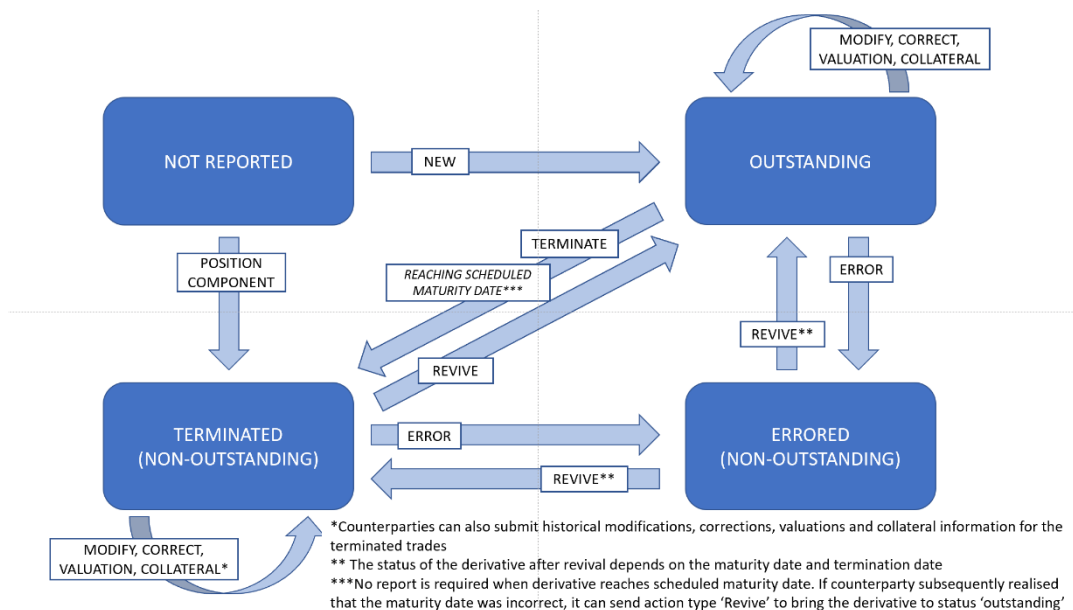 MODIFY, CORRECT,
VALUATION, COLLATERAL
NOT REPORTED
NEW
OUTSTANDING
POSITION
COMPONENT
TERMINATE
REACHING SCHEDULED
MATURITY DATE***
REVIVE
ERROR
REVIVE**
TERMINATED
(NON-OUTSTANDING)
ERROR
REVIVE**
ERRORED
(NON-OUTSTANDING)
MODIFY, CORRECT,
VALUATION, COLLATERAL*
*Counterparties can also submit historical modifications, corrections, valuations and collateral information for the
terminated trades
** The status of the derivative after revival depends on the maturity date and termination date
***No report is required when derivative reaches scheduled maturity date. If counterparty subsequently realised
that the maturity date was incorrect, it can send action type ‘Revive’ to bring the derivative to status ‘outstanding’